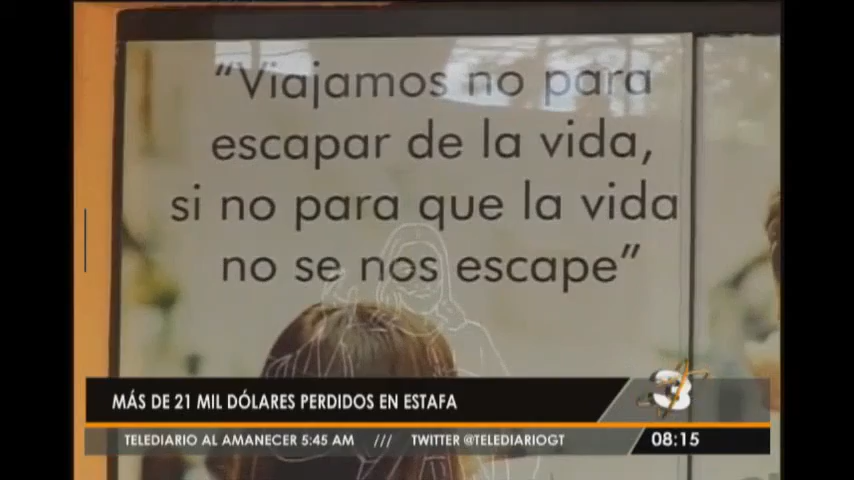 “Viajamos no para
escapar de la vida,
si no para que la vida
no se nos escape”
MÁS DE 21 MIL DÓLARES PERDIDOS EN ESTAFA
3
TELEDIARIO AL AMANECER 5:45 AM /// TWITTER @TELEDIARIOGT
08:15